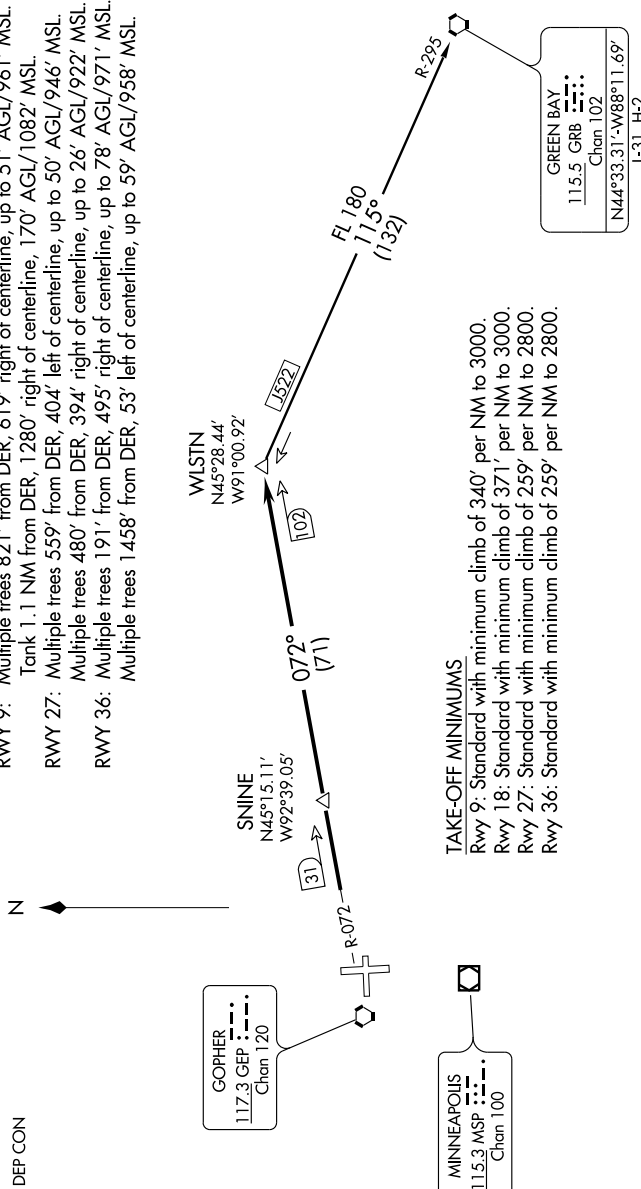 RWY 9: Multiple trees 821' from DER, 619' right of centerline, up to 51' AGL/961' MSL.
Tank 1.1 NM from DER, 1280' right of centerline, 170' AGL/1082' MSL.
RWY 27: Multiple trees 559' from DER, 404' left of centerline, up to 50' AGL/946' MSL.
Multiple trees 480' from DER, 394' right of centerline, up to 26' AGL/922' MSL.
RWY 36: Multiple trees 191' from DER, 495' right of centerline, up to 78' AGL/971' MSL.
Multiple trees 1458' from DER, 53' left of centerline, up to 59' AGL/958' MSL.
DEP CON
N
GOPHER
117.3 GEP
Chan 120
R-072
31
SNINE
N45°15.11'
W92°39.05'
072°
(71)
102
WLSTN
N45°28.44'
W91°00.92'
J522
FL 180
115°
(132)
R-295
GREEN BAY
115.5 GRB
Chan 102
N44°33.31'-W88°11.69'
L-31, H-2
MINNEAPOLIS
115.3 MSP
Chan 100
TAKE-OFF MINIMUMS
Rwy 9: Standard with minimum climb of 340' per NM to 3000.
Rwy 18: Standard with minimum climb of 371' per NM to 3000.
Rwy 27: Standard with minimum climb of 259' per NM to 2800.
Rwy 36: Standard with minimum climb of 259' per NM to 2800.